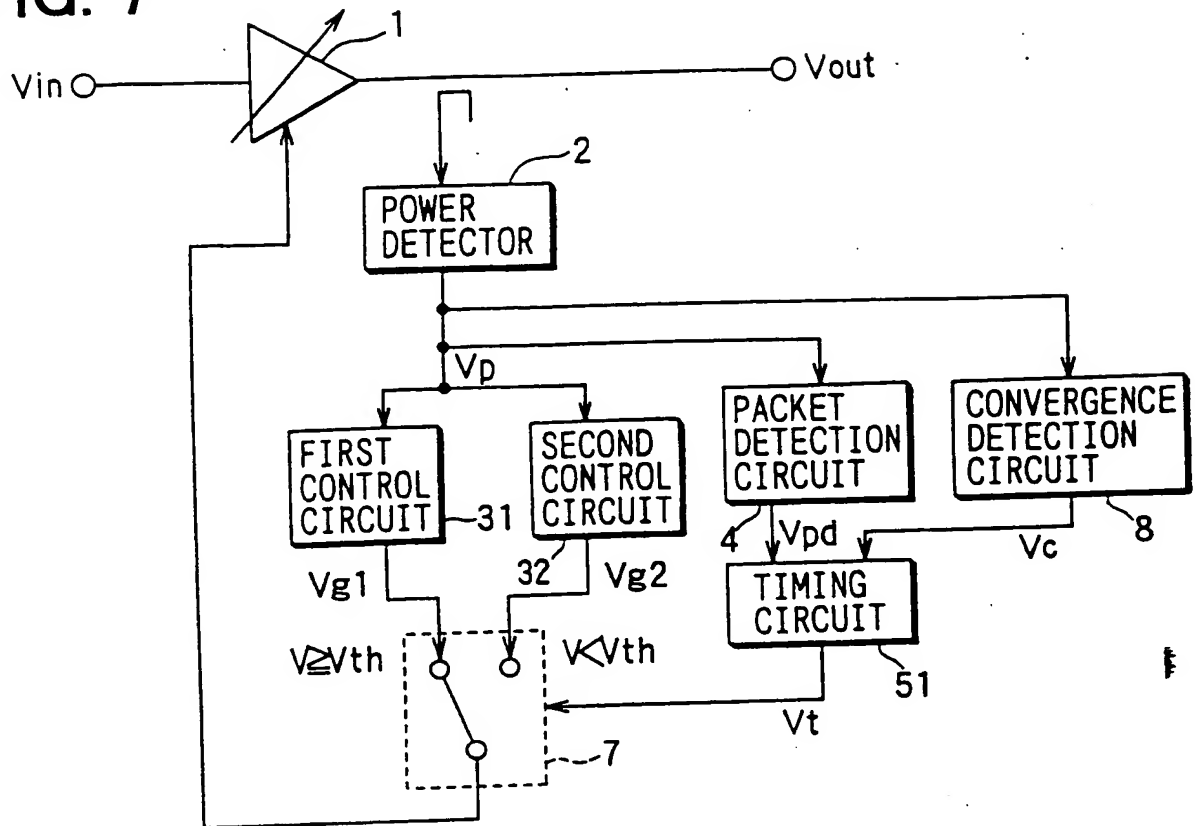 FIG. 7
1
Vin
Vout
2
POWER
DETECTOR
Vp
FIRST
CONTROL
CIRCUIT
31
SECOND
CONTROL
CIRCUIT
32
PACKET
DETECTION
CIRCUIT
4
CONVERGENCE
DETECTION
CIRCUIT
8
Vpd
Vc
Vg1
Vg2
TIMING
CIRCUIT
51
V≧Vth
V<Vth
Vt
7